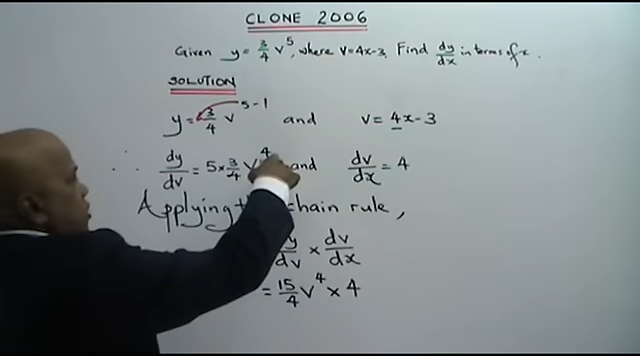 CLONE 2006
Given y = 3/4 v^5, where v = 4x-3. Find dy/dx in terms of x.
SOLUTION
y = 3/4 v^5-1 and v = 4x-3
∴ dy/dv = 5 × 3/4 v^4 and dv/dx = 4
Applying chain rule,
dv × dv/dx
= 15/4 v^4 × 4